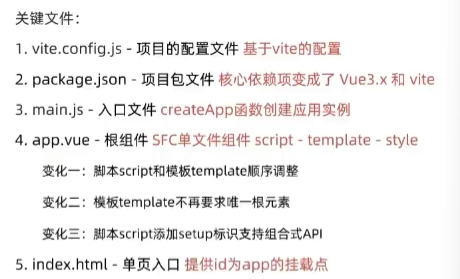 关键文件：
1. vite.config.js - 项目的配置文件 基于vite的配置
2. package.json - 项目包文件 核心依赖项变成了 Vue3.x 和 vite
3. main.js - 入口文件 createApp函数创建应用实例
4. app.vue - 根组件 SFC单文件组件 script - template - style
变化一：脚本script和模板template顺序调整
变化二：模板template不再要求唯一根元素
变化三：脚本script添加setup标识支持组合式API
5. index.html - 单页入口 提供id为app的挂载点